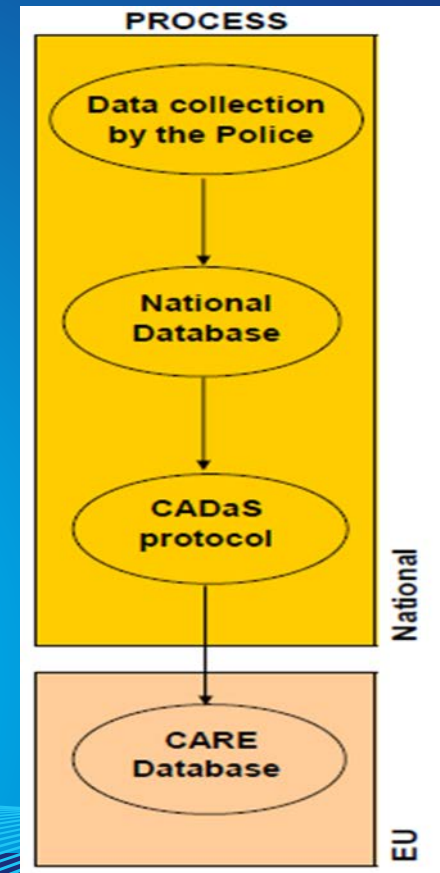 PROCESS
Data collection
by the Police
National
Database
CADaS
protocol
National
CARE
Database
EU